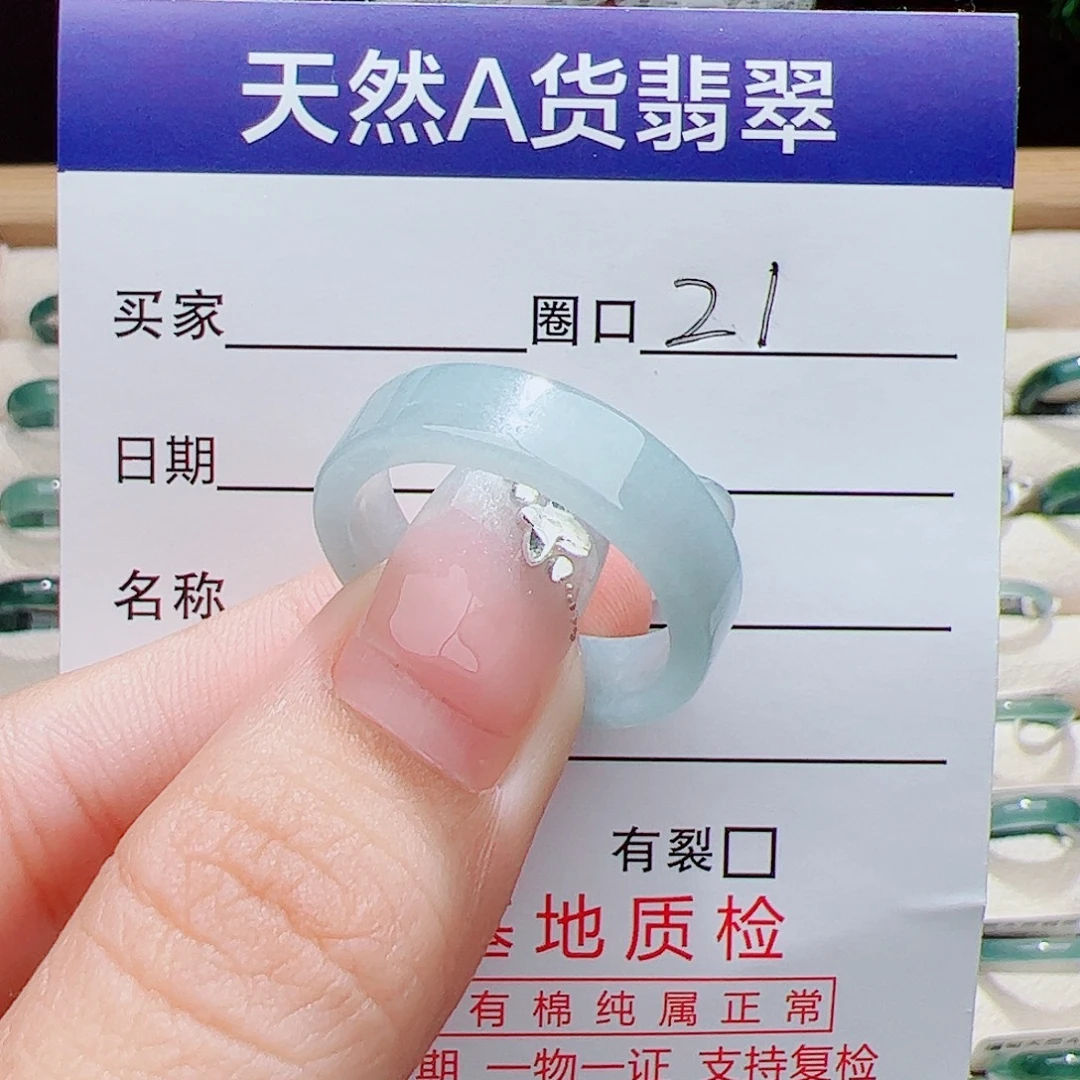 天然A货翡翠
买家 圈口 21
日期
名称
有裂
地质检
有棉纯属正常
期 一物一证 支持复检